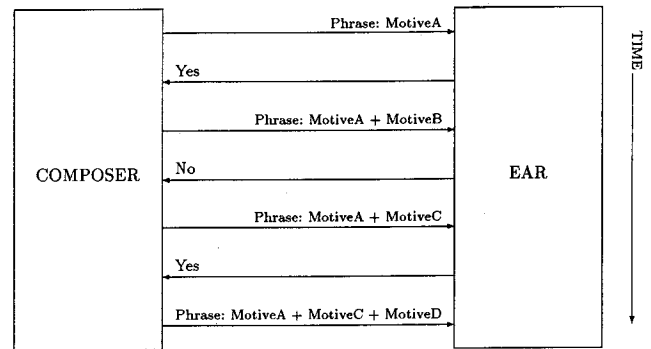 Phrase: MotiveA
Yes
Phrase: MotiveA + MotiveB
COMPOSER
No
EAR
Phrase: MotiveA + MotiveC
Yes
Phrase: MotiveA + MotiveC + MotiveD
TIME